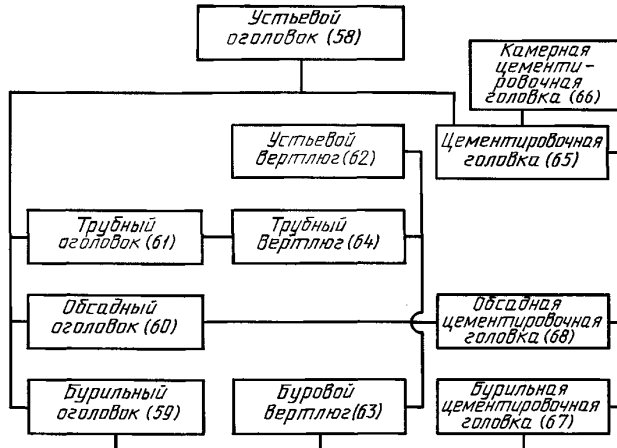 Устьевой
оголовок (58)
Камерная
цементи-
ровочная
головка (66)
Устьевой
вертлюг (62)
Цементировочная
головка (65)
Трубный
оголовок (61)
Трубный
вертлюг (64)
Обсадный
оголовок (60)
Обсадная
цементировочная
головка (68)
Бурильный
оголовок (59)
Буровой
вертлюг (63)
Бурильная
цементировочная
головка (67)